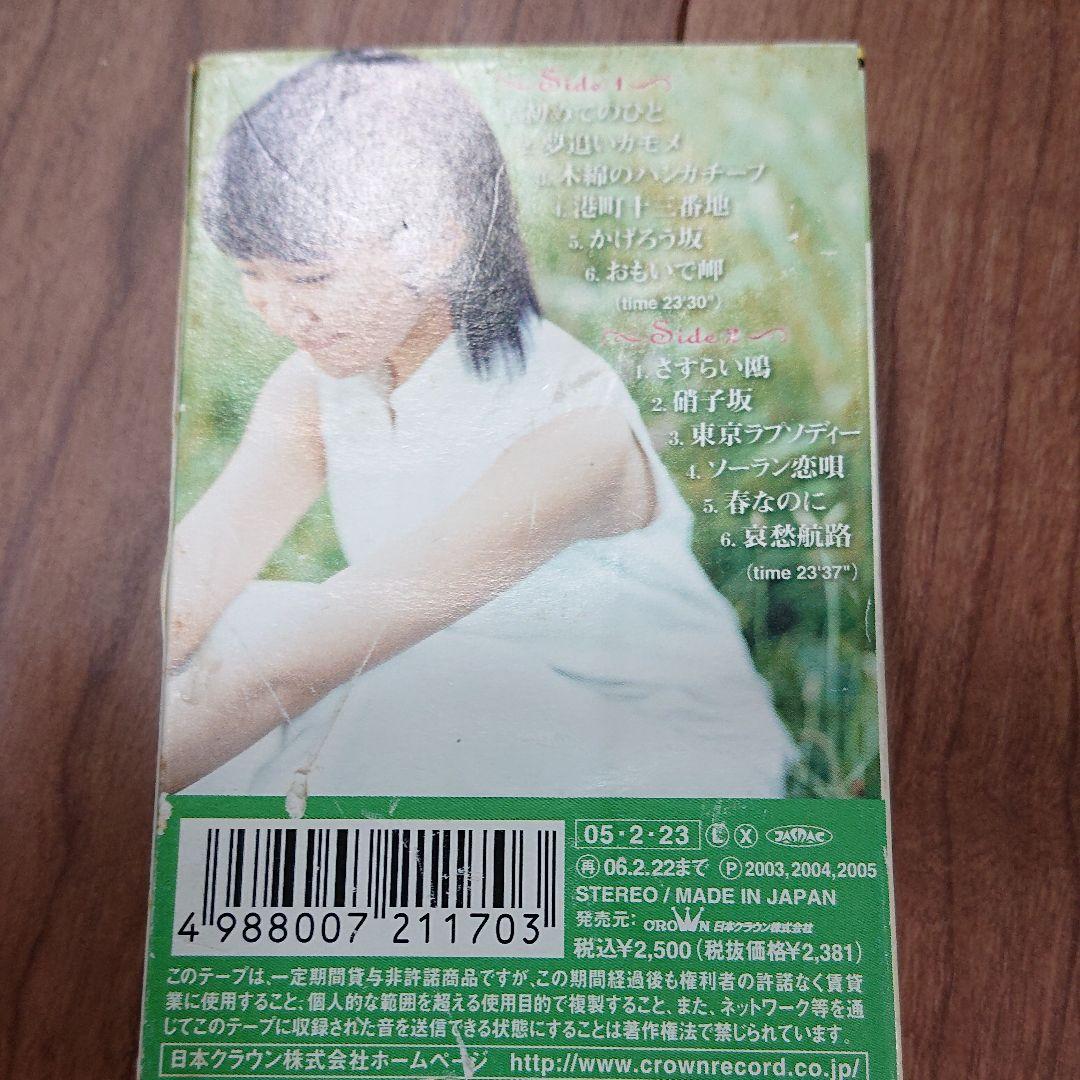 Side 1
1. 初めてのひと
2. 夢追いカモメ
3. 木綿のハンカチーフ
4. 港町十三番地
5. かげろう坂
6. おもいで岬
(time 23'30")
Side 2
1. さすらい鴎
2. 硝子坂
3. 東京ラプソディー
4. ソーラン恋唄
5. 春なのに
6. 哀愁航路
(time 23'37")
4 988007 211703
05・2・23 Ⓛ Ⓧ JASRAC
再 06.2.22まで Ⓟ 2003,2004,2005
STEREO / MADE IN JAPAN
発売元: CROWN 日本クラウン株式会社
税込¥2,500 (税抜価格¥2,381)
このテープは、一定期間貸与非許諾商品ですが、この期間経過後も権利者の許諾なく賃貸
業に使用すること、個人的な範囲を超える使用目的で複製すること、また、ネットワーク等を通
じてこのテープに収録された音を送信できる状態にすることは著作権法で禁じられています。
日本クラウン株式会社ホームページ http://www.crownrecord.co.jp/